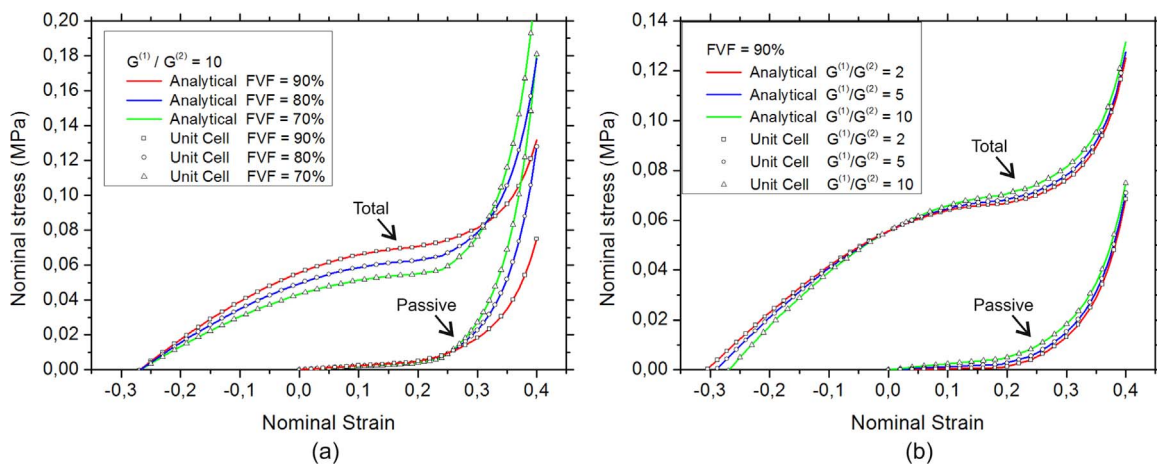 0,20
0,18
0,16
0,14
0,12
0,10
0,08
0,06
0,04
0,02
0,00
Nominal stress (MPa)
G(1) / G(2) = 10
Analytical FVF = 90%
Analytical FVF = 80%
Analytical FVF = 70%
Unit Cell FVF = 90%
Unit Cell FVF = 80%
Unit Cell FVF = 70%
Total
Passive
-0,3 -0,2 -0,1 0,0 0,1 0,2 0,3 0,4
Nominal Strain
(a)
0,14
0,12
0,10
0,08
0,06
0,04
0,02
0,00
Nominal stress (MPa)
FVF = 90%
Analytical G(1)/G(2) = 2
Analytical G(1)/G(2) = 5
Analytical G(1)/G(2) = 10
Unit Cell G(1)/G(2) = 2
Unit Cell G(1)/G(2) = 5
Unit Cell G(1)/G(2) = 10
Total
Passive
-0,3 -0,2 -0,1 0,0 0,1 0,2 0,3 0,4
Nominal Strain
(b)